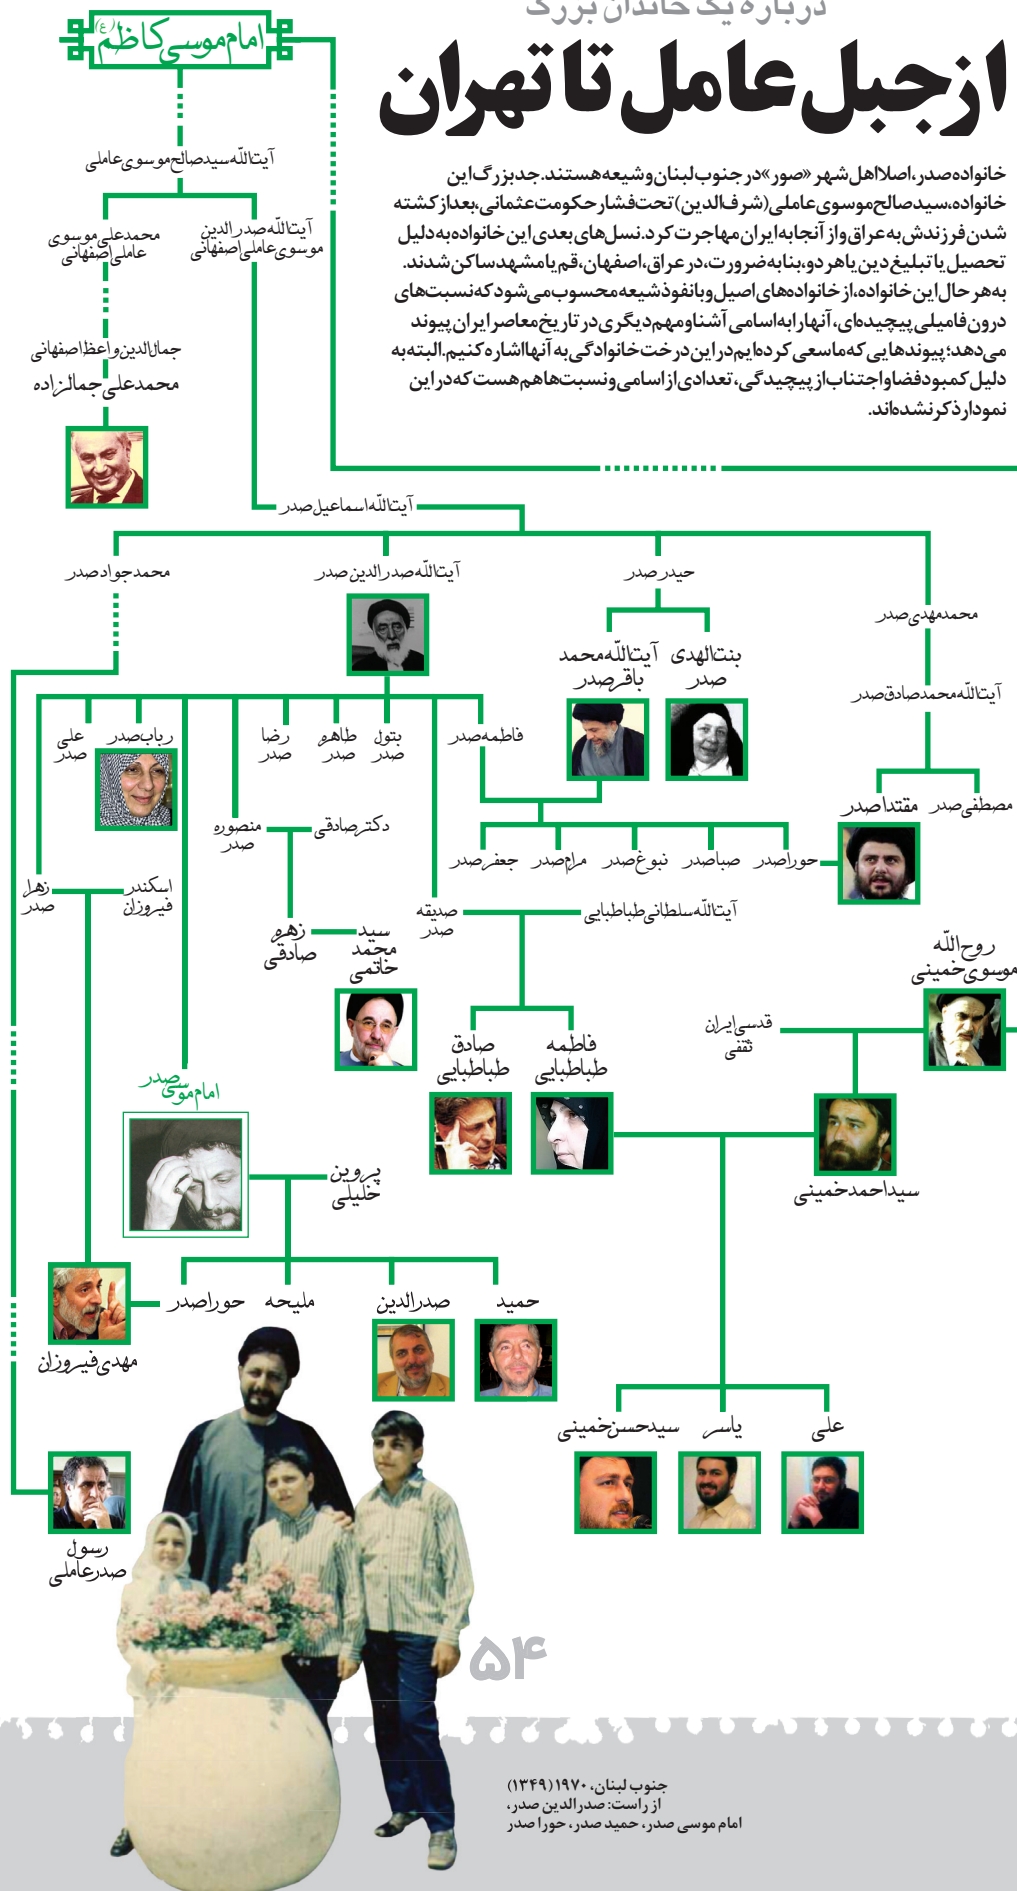 درباره یک خاندان بزرگ
از جبل عامل تا تهران
خانواده صدر، اصلا اهل شهر «صور» در جنوب لبنان و شیعه هستند. جد بزرگ این
خانواده، سید صالح موسوی عاملی (شرف‌الدین) تحت فشار حکومت عثمانی، بعد از کشته
شدن فرزندش به عراق و از آنجا به ایران مهاجرت کرد. نسل‌های بعدی این خانواده به دلیل
تحصیل یا تبلیغ دین یا هر دو، بنا به ضرورت، در عراق، اصفهان، قم یا مشهد ساکن شدند.
به هر حال این خانواده، از خانواده‌های اصیل و بانفوذ شیعه محسوب می‌شود که نسبت‌های
درون فامیلی پیچیده‌ای، آنها را به اسامی آشنا و مهم دیگری در تاریخ معاصر ایران پیوند
می‌دهد؛ پیوندهایی که ما سعی کرده‌ایم در این درخت خانوادگی به آنها اشاره کنیم. البته به
دلیل کمبود فضا و اجتناب از پیچیدگی، تعدادی از اسامی و نسبت‌ها هم هست که در این
نمودار ذکر نشده‌اند.
امام موسی کاظم (ع)
آیت‌اللّه سید صالح موسوی عاملی
آیت‌اللّه صدرالدین
موسوی عاملی اصفهانی
محمدعلی موسوی
عاملی اصفهانی
جمال‌الدین واعظ اصفهانی
محمدعلی جمالزاده
آیت‌اللّه اسماعیل صدر
محمدمهدی صدر
حیدر صدر
آیت‌اللّه صدرالدین صدر
محمدجواد صدر
آیت‌اللّه محمدصادق صدر
بنت‌الهدی
صدر
آیت‌اللّه محمد
باقر صدر
مصطفی صدر
مقتدا صدر
فاطمه صدر
بتول
صدر
طاهره
صدر
رضا
صدر
رباب صدر
علی
صدر
حورا صدر
صبا صدر
نبوغ صدر
مرام صدر
جعفر صدر
دکتر صادقی
منصوره
صدر
اسکندر
فیروزان
زهرا
صدر
آیت‌اللّه سلطانی طباطبایی
صدیقه
صدر
سید
محمد
خاتمی
زهره
صادقی
روح‌اللّه
موسوی خمینی
قدسی ایران
ثقفی
فاطمه
طباطبایی
صادق
طباطبایی
امام موسی صدر
پروین
خلیلی
سید احمد خمینی
حمید
صدرالدین
ملیحه
حورا صدر
مهدی فیروزان
علی
یاسر
سید حسن خمینی
رسول
صدرعاملی
۵۴
جنوب لبنان، ۱۹۷۰ (۱۳۴۹)
از راست: صدرالدین صدر،
امام موسی صدر، حمید صدر، حورا صدر